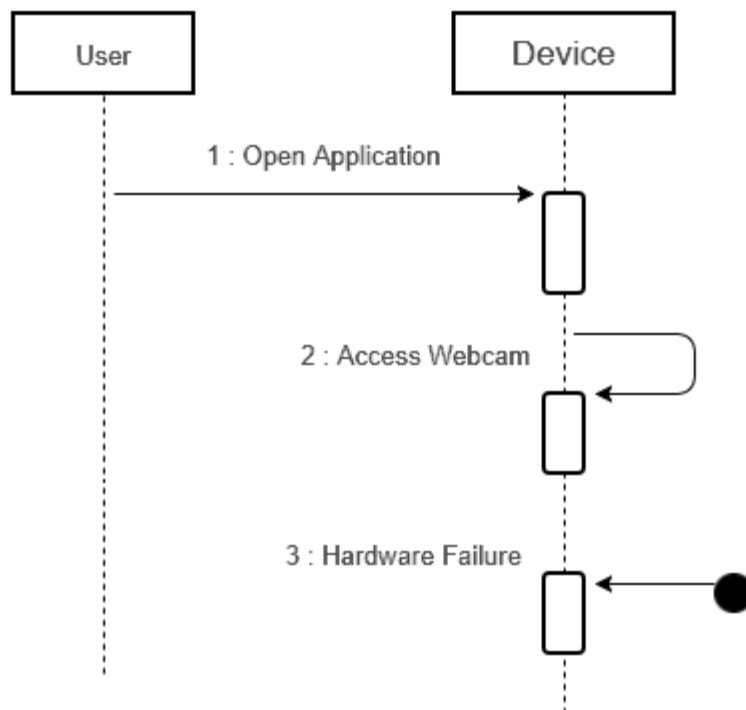 User
Device
1 : Open Application
2 : Access Webcam
3 : Hardware Failure